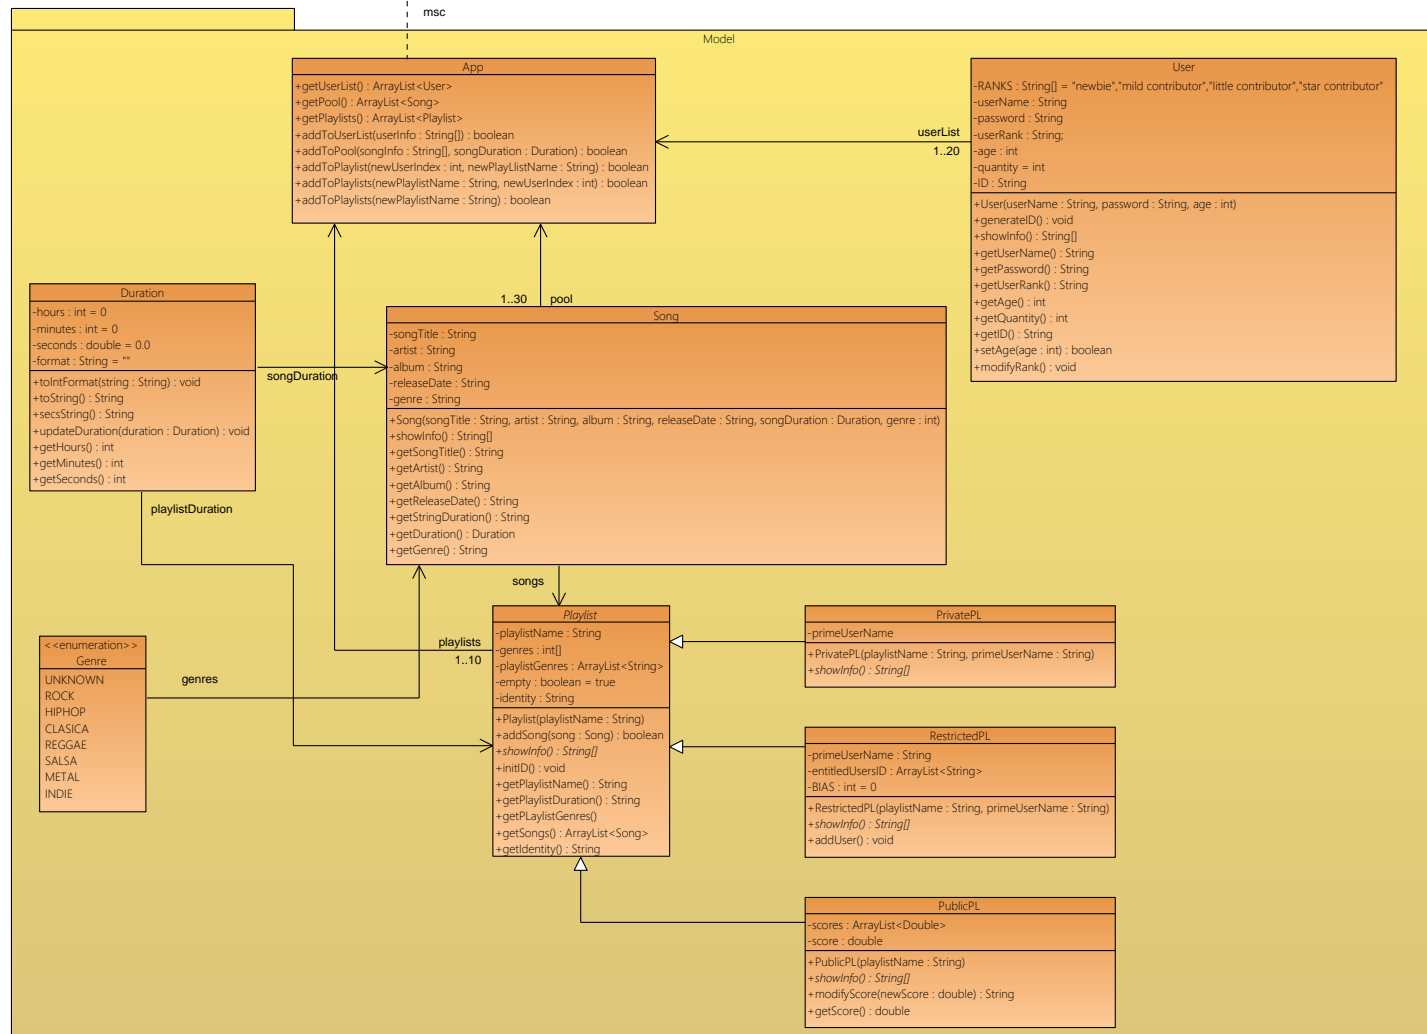 msc
Model
App
+getUserList() : ArrayList<User>
+getPool() : ArrayList<Song>
+getPlaylists() : ArrayList<Playlist>
+addToUserList(userInfo : String[]) : boolean
+addToPool(songInfo : String[], songDuration : Duration) : boolean
+addToPlaylist(newUserIndex : int, newPlayLlistName : String) : boolean
+addToPlaylists(newPlaylistName : String, newUserIndex : int) : boolean
+addToPlaylists(newPlaylistName : String) : boolean
userList
1..20
User
-RANKS : String[] = "newbie","mild contributor","little contributor","star contributor"
-userName : String
-password : String
-userRank : String;
-age : int
-quantity = int
-ID : String
+User(userName : String, password : String, age : int)
+generateID() : void
+showInfo() : String[]
+getUserName() : String
+getPassword() : String
+getUserRank() : String
+getAge() : int
+getQuantity() : int
+getID() : String
+setAge(age : int) : boolean
+modifyRank() : void
Duration
-hours : int = 0
-minutes : int = 0
-seconds : double = 0.0
-format : String = ""
+toIntFormat(string : String) : void
+toString() : String
+secsString() : String
+updateDuration(duration : Duration) : void
+getHours() : int
+getMinutes() : int
+getSeconds() : int
songDuration
playlistDuration
1..30 pool
Song
-songTitle : String
-artist : String
-album : String
-releaseDate : String
-genre : String
+Song(songTitle : String, artist : String, album : String, releaseDate : String, songDuration : Duration, genre : int)
+showInfo() : String[]
+getSongTitle() : String
+getArtist() : String
+getAlbum() : String
+getReleaseDate() : String
+getStringDuration() : String
+getDuration() : Duration
+getGenre() : String
songs
<<enumeration>>
Genre
UNKNOWN
ROCK
HIPHOP
CLASICA
REGGAE
SALSA
METAL
INDIE
genres
playlists
1..10
Playlist
-playlistName : String
-genres : int[]
-playlistGenres : ArrayList<String>
-empty : boolean = true
-identity : String
+Playlist(playlistName : String)
+addSong(song : Song) : boolean
+showInfo() : String[]
+initID() : void
+getPlaylistName() : String
+getPlaylistDuration() : String
+getPLaylistGenres()
+getSongs() : ArrayList<Song>
+getIdentity() : String
PrivatePL
-primeUserName
+PrivatePL(playlistName : String, primeUserName : String)
+showInfo() : String[]
RestrictedPL
-primeUserName : String
-entitledUsersID : ArrayList<String>
-BIAS : int = 0
+RestrictedPL(playlistName : String, primeUserName : String)
+showInfo() : String[]
+addUser() : void
PublicPL
-scores : ArrayList<Double>
-score : double
+PublicPL(playlistName : String)
+showInfo() : String[]
+modifyScore(newScore : double) : String
+getScore() : double